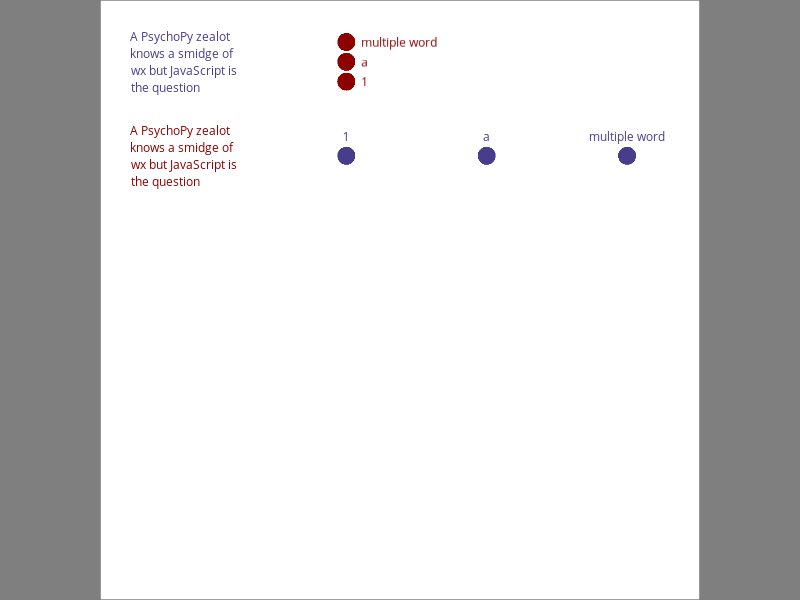 A PsychoPy zealot
knows a smidge of
wx but JavaScript is
the question
multiple word
a
1
A PsychoPy zealot
knows a smidge of
wx but JavaScript is
the question
1
a
multiple word